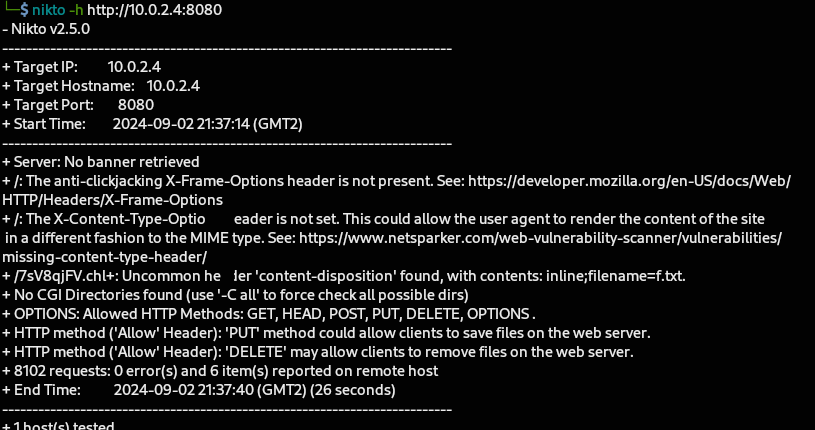 └─$ nikto -h http://10.0.2.4:8080
- Nikto v2.5.0
---------------------------------------------------------------------------
+ Target IP: 10.0.2.4
+ Target Hostname: 10.0.2.4
+ Target Port: 8080
+ Start Time: 2024-09-02 21:37:14 (GMT2)
---------------------------------------------------------------------------
+ Server: No banner retrieved
+ /: The anti-clickjacking X-Frame-Options header is not present. See: https://developer.mozilla.org/en-US/docs/Web/
HTTP/Headers/X-Frame-Options
+ /: The X-Content-Type-Optio eader is not set. This could allow the user agent to render the content of the site
in a different fashion to the MIME type. See: https://www.netsparker.com/web-vulnerability-scanner/vulnerabilities/
missing-content-type-header/
+ /7sV8qjFV.chl+: Uncommon he der 'content-disposition' found, with contents: inline;filename=f.txt.
+ No CGI Directories found (use '-C all' to force check all possible dirs)
+ OPTIONS: Allowed HTTP Methods: GET, HEAD, POST, PUT, DELETE, OPTIONS .
+ HTTP method ('Allow' Header): 'PUT' method could allow clients to save files on the web server.
+ HTTP method ('Allow' Header): 'DELETE' may allow clients to remove files on the web server.
+ 8102 requests: 0 error(s) and 6 item(s) reported on remote host
+ End Time: 2024-09-02 21:37:40 (GMT2) (26 seconds)
---------------------------------------------------------------------------
+ 1 host(s) tested